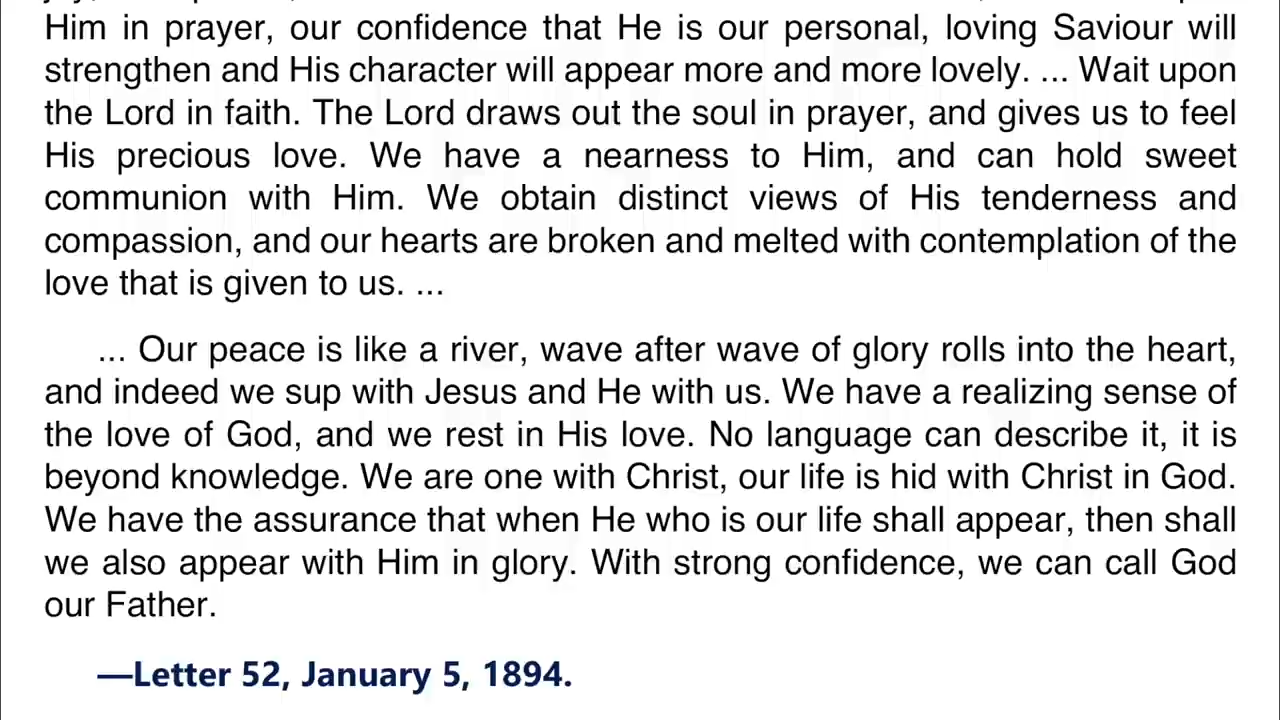 Him in prayer, our confidence that He is our personal, loving Saviour will
strengthen and His character will appear more and more lovely. ... Wait upon
the Lord in faith. The Lord draws out the soul in prayer, and gives us to feel
His precious love. We have a nearness to Him, and can hold sweet
communion with Him. We obtain distinct views of His tenderness and
compassion, and our hearts are broken and melted with contemplation of the
love that is given to us. ...
... Our peace is like a river, wave after wave of glory rolls into the heart,
and indeed we sup with Jesus and He with us. We have a realizing sense of
the love of God, and we rest in His love. No language can describe it, it is
beyond knowledge. We are one with Christ, our life is hid with Christ in God.
We have the assurance that when He who is our life shall appear, then shall
we also appear with Him in glory. With strong confidence, we can call God
our Father.
—Letter 52, January 5, 1894.